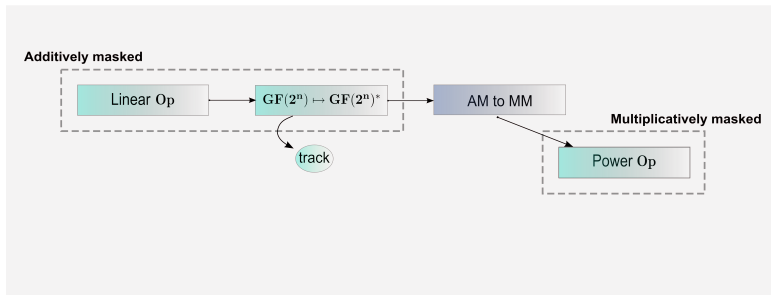 Additively masked
Linear Op
GF(2ⁿ) ↦ GF(2ⁿ)*
AM to MM
Multiplicatively masked
track
Power Op